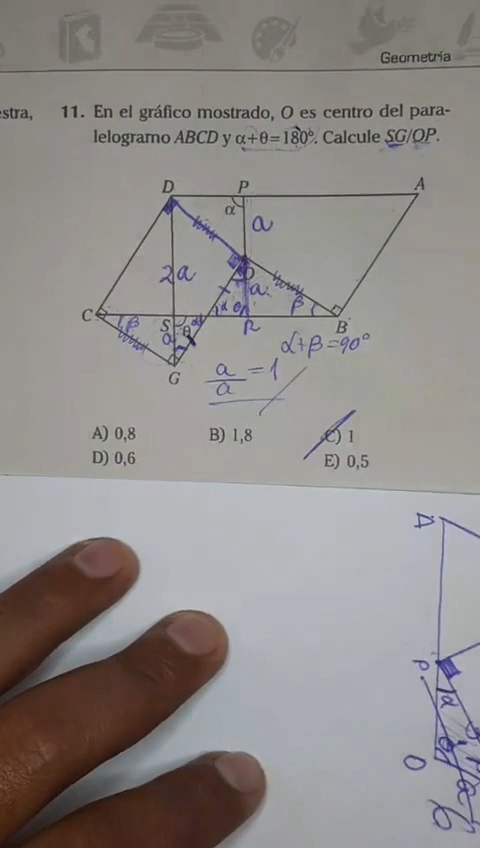 Geometría
estra,
11. En el gráfico mostrado, O es centro del para-
lelogramo ABCD y α+θ=180°. Calcule SG/OP.
D P A
α a
2a a
C β S θ α R β B
a
G
α+β=90°
a/a = 1
A) 0,8 B) 1,8 C) 1
D) 0,6 E) 0,5
A
P
O